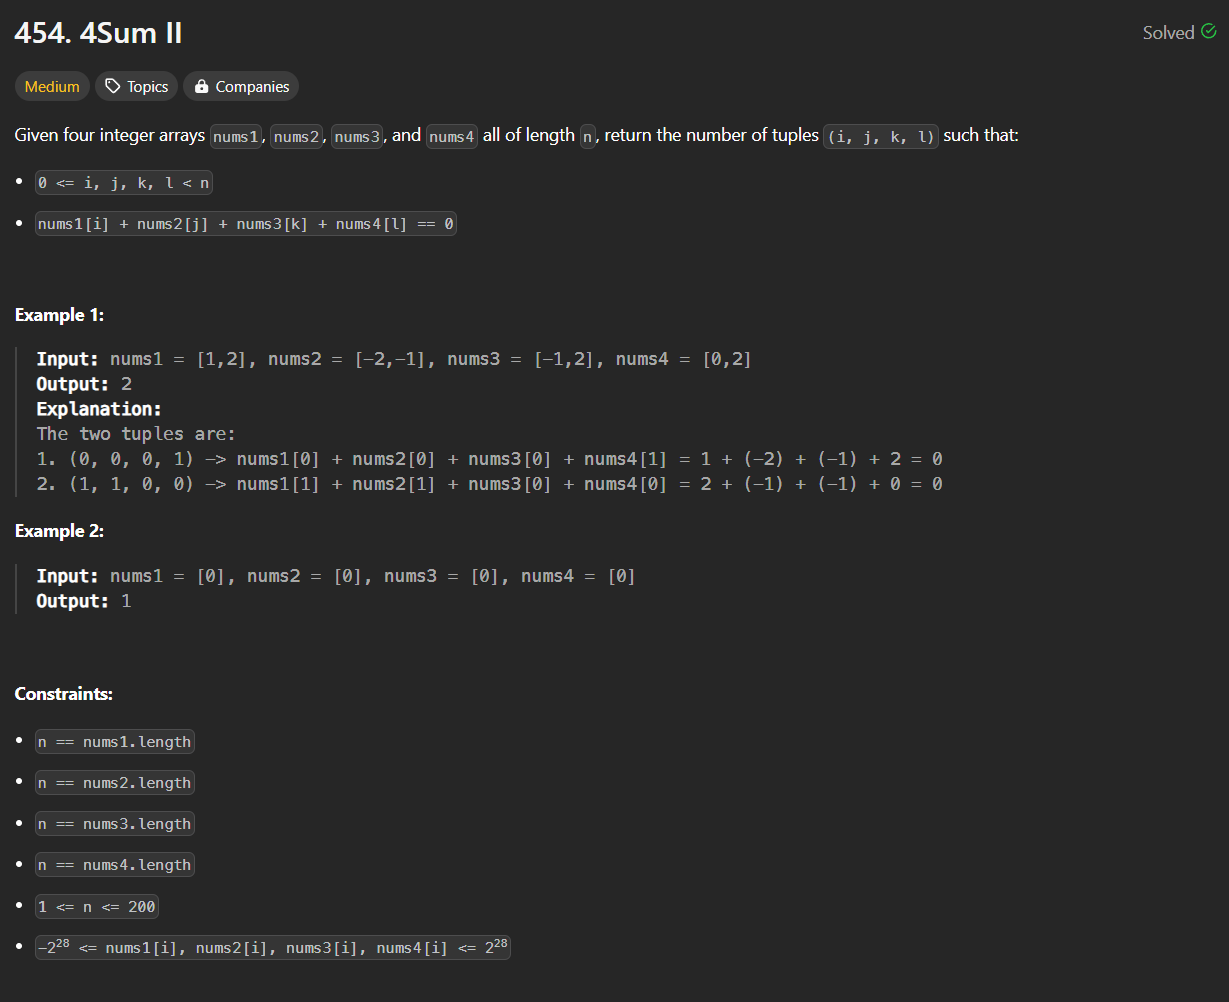 454. 4Sum II
Solved
Medium Topics Companies
Given four integer arrays nums1, nums2, nums3, and nums4 all of length n, return the number of tuples (i, j, k, l) such that:
• 0 <= i, j, k, l < n
• nums1[i] + nums2[j] + nums3[k] + nums4[l] == 0
Example 1:
Input: nums1 = [1,2], nums2 = [-2,-1], nums3 = [-1,2], nums4 = [0,2]
Output: 2
Explanation:
The two tuples are:
1. (0, 0, 0, 1) -> nums1[0] + nums2[0] + nums3[0] + nums4[1] = 1 + (-2) + (-1) + 2 = 0
2. (1, 1, 0, 0) -> nums1[1] + nums2[1] + nums3[0] + nums4[0] = 2 + (-1) + (-1) + 0 = 0
Example 2:
Input: nums1 = [0], nums2 = [0], nums3 = [0], nums4 = [0]
Output: 1
Constraints:
• n == nums1.length
• n == nums2.length
• n == nums3.length
• n == nums4.length
• 1 <= n <= 200
• -2²⁸ <= nums1[i], nums2[i], nums3[i], nums4[i] <= 2²⁸